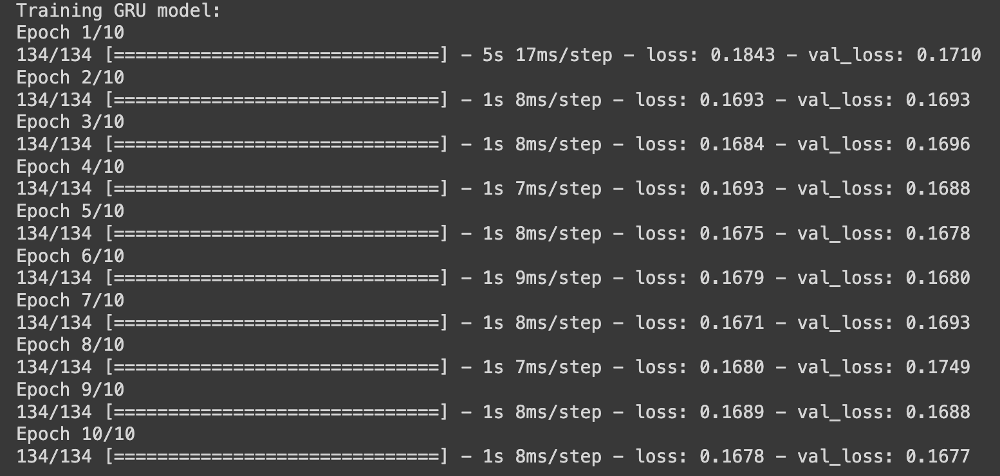 Training GRU model:
Epoch 1/10
134/134 [==============================] - 5s 17ms/step - loss: 0.1843 - val_loss: 0.1710
Epoch 2/10
134/134 [==============================] - 1s 8ms/step - loss: 0.1693 - val_loss: 0.1693
Epoch 3/10
134/134 [==============================] - 1s 8ms/step - loss: 0.1684 - val_loss: 0.1696
Epoch 4/10
134/134 [==============================] - 1s 7ms/step - loss: 0.1693 - val_loss: 0.1688
Epoch 5/10
134/134 [==============================] - 1s 8ms/step - loss: 0.1675 - val_loss: 0.1678
Epoch 6/10
134/134 [==============================] - 1s 9ms/step - loss: 0.1679 - val_loss: 0.1680
Epoch 7/10
134/134 [==============================] - 1s 8ms/step - loss: 0.1671 - val_loss: 0.1693
Epoch 8/10
134/134 [==============================] - 1s 7ms/step - loss: 0.1680 - val_loss: 0.1749
Epoch 9/10
134/134 [==============================] - 1s 8ms/step - loss: 0.1689 - val_loss: 0.1688
Epoch 10/10
134/134 [==============================] - 1s 8ms/step - loss: 0.1678 - val_loss: 0.1677